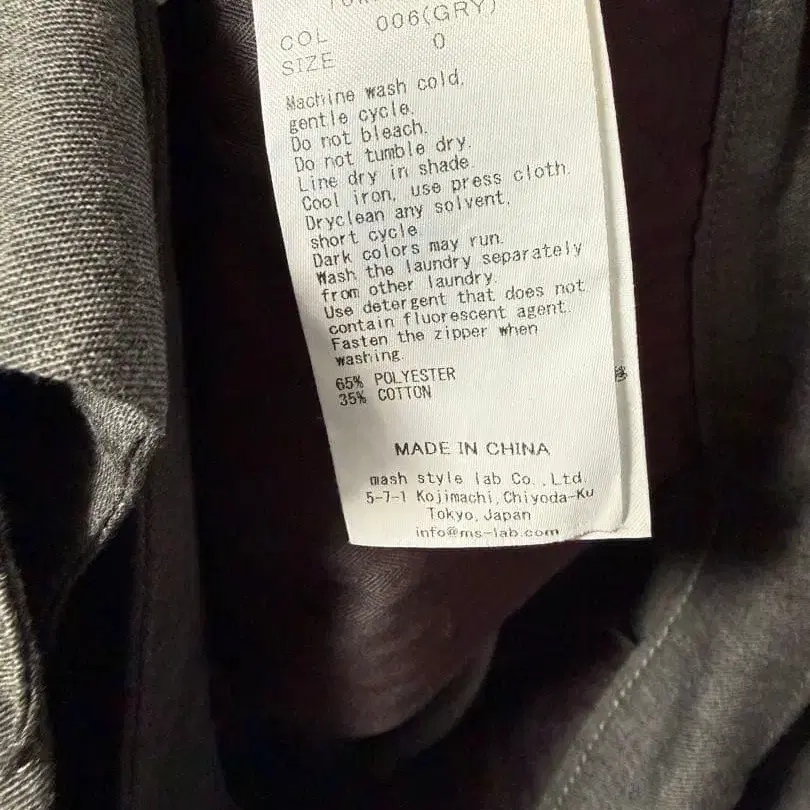 COL 006(GRY)
SIZE 0
Machine wash cold,
gentle cycle.
Do not bleach.
Do not tumble dry.
Line dry in shade.
Cool iron, use press cloth.
Dryclean any solvent,
short cycle.
Dark colors may run.
Wash the laundry separately
from other laundry.
Use detergent that does not
contain fluorescent agent.
Fasten the zipper when
washing.
65% POLYESTER
35% COTTON
MADE IN CHINA
mash style lab Co.,Ltd.
5-7-1 Kojimachi,Chiyoda-Ku
Tokyo,Japan
info@ms-lab.com